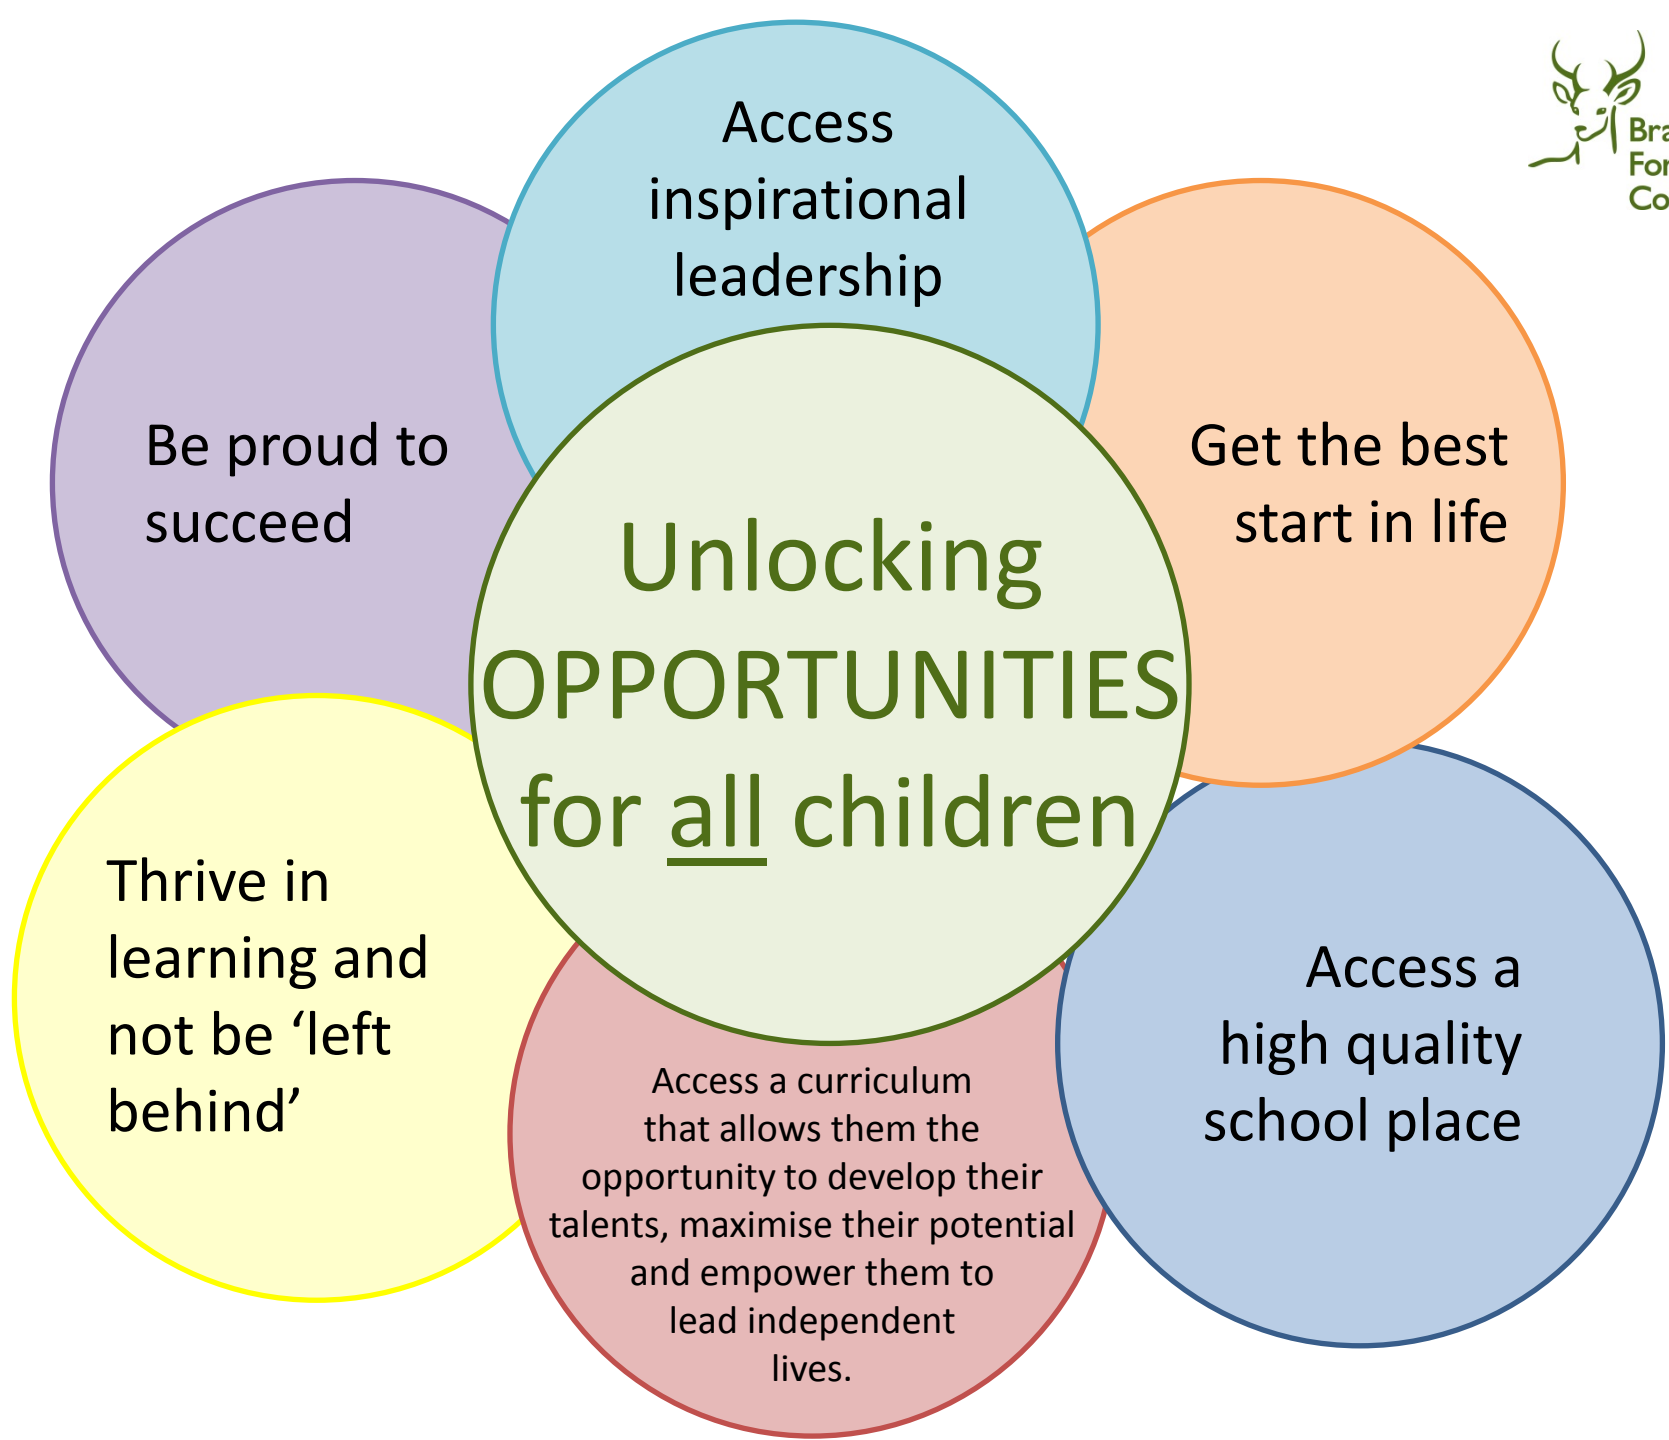 Access
inspirational
leadership
Get the best
start in life
Access a
high quality
school place
Access a curriculum
that allows them the
opportunity to develop their
talents, maximise their potential
and empower them to
lead independent
lives.
Thrive in
learning and
not be ‘left
behind’
Be proud to
succeed
Unlocking
OPPORTUNITIES
for all children